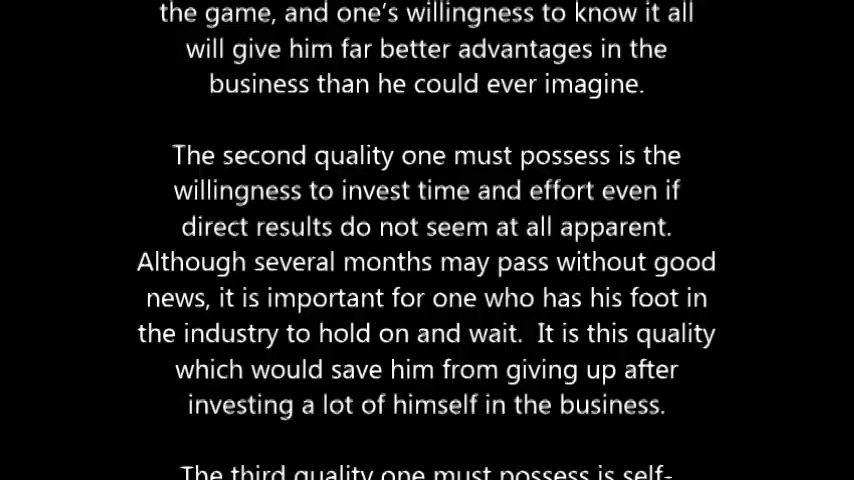 the game, and one’s willingness to know it all
will give him far better advantages in the
business than he could ever imagine.
The second quality one must possess is the
willingness to invest time and effort even if
direct results do not seem at all apparent.
Although several months may pass without good
news, it is important for one who has his foot in
the industry to hold on and wait.  It is this quality
which would save him from giving up after
investing a lot of himself in the business.
The third quality one must possess is self-